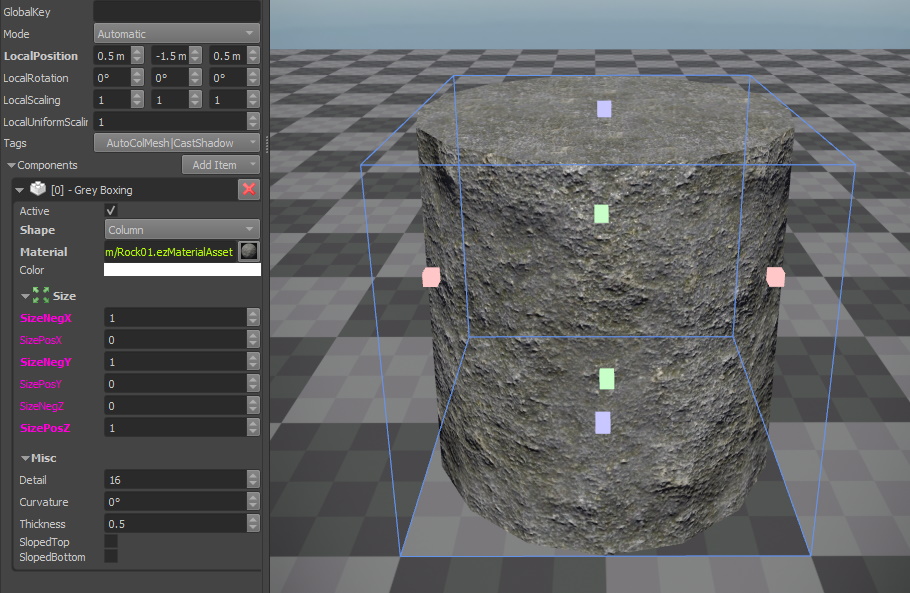 GlobalKey
Mode Automatic
LocalPosition 0.5 m -1.5 m 0.5 m
LocalRotation 0° 0° 0°
LocalScaling 1 1 1
LocalUniformScalin 1
Tags AutoColMesh|CastShadow
Components Add Item
[0] - Grey Boxing
Active
Shape Column
Material m/Rock01.ezMaterialAsset
Color
Size
SizeNegX 1
SizePosX 0
SizeNegY 1
SizePosY 0
SizeNegZ 0
SizePosZ 1
Misc
Detail 16
Curvature 0°
Thickness 0.5
SlopedTop
SlopedBottom